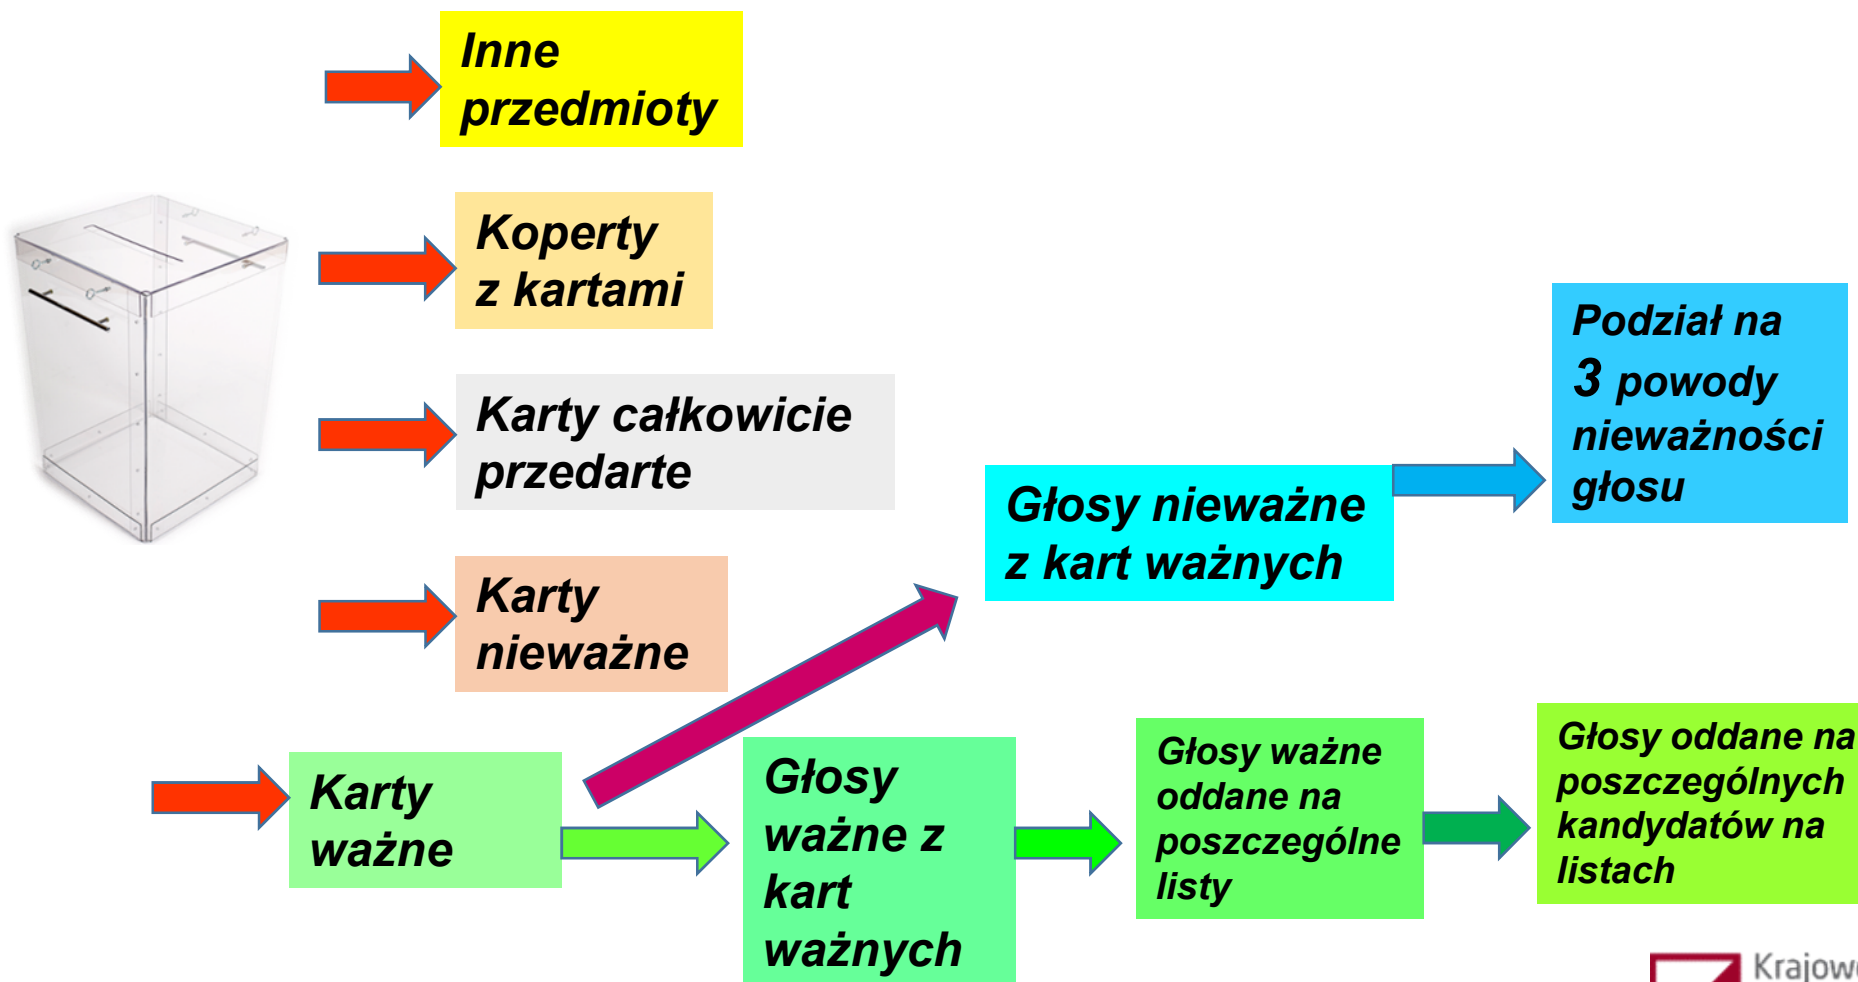 Inne
przedmioty
Koperty
z kartami
Karty całkowicie
przedarte
Karty
nieważne
Karty
ważne
Głosy
ważne z
kart
ważnych
Głosy nieważne
z kart ważnych
Podział na
3 powody
nieważności
głosu
Głosy ważne
oddane na
poszczególne
listy
Głosy oddane na
poszczególnych
kandydatów na
listach